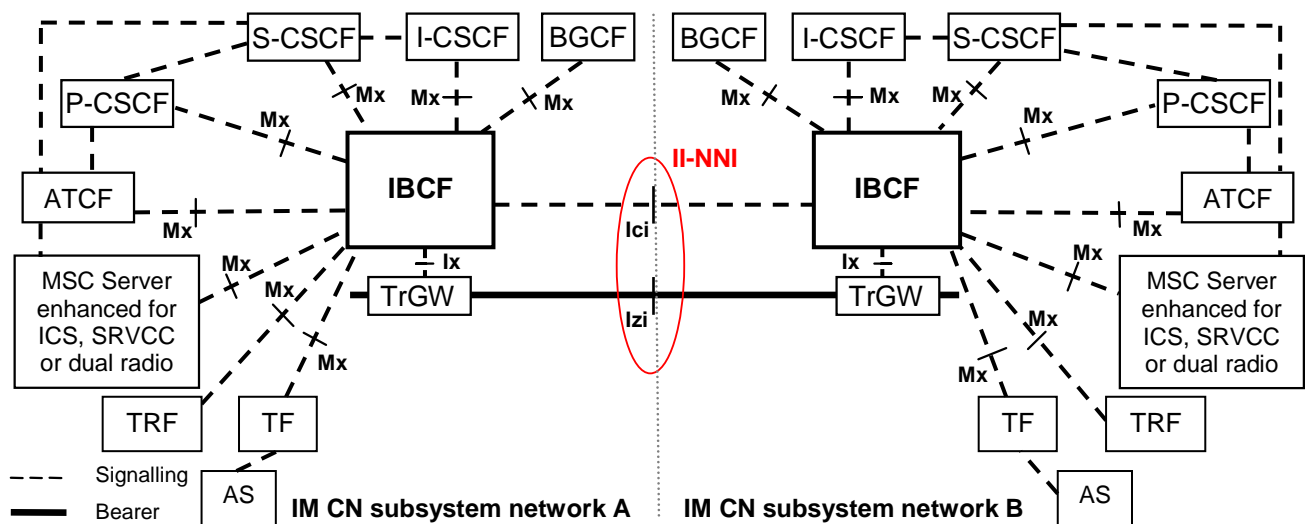 S-CSCF
I-CSCF
BGCF
BGCF
I-CSCF
S-CSCF
P-CSCF
Mx
Mx
Mx
Mx
Mx
Mx
Mx
Mx
P-CSCF
II-NNI
ATCF
IBCF
IBCF
ATCF
Mx
Ici
Mx
MSC Server
enhanced for
ICS, SRVCC
or dual radio
Mx
Ix
Ix
Mx
MSC Server
enhanced for
ICS, SRVCC
or dual radio
Mx
TrGW
TrGW
Izi
Mx
Mx
Mx
TRF
TF
TF
TRF
Signalling
AS
AS
Bearer
IM CN subsystem network A
IM CN subsystem network B